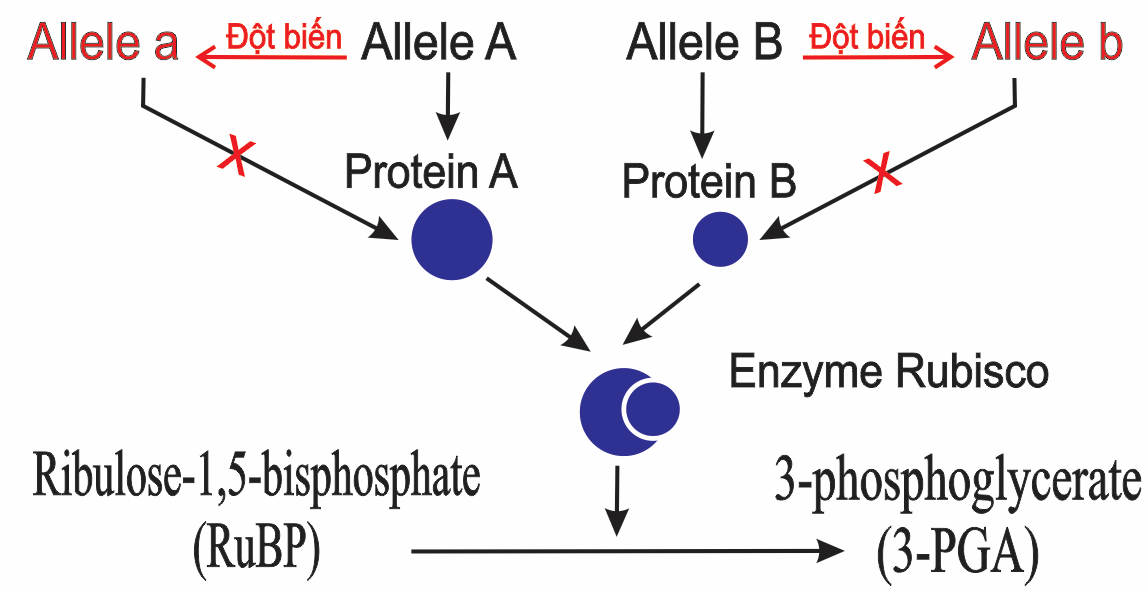 Allele a
Đột biến
Allele A
Allele B
Đột biến
Allele b
X
X
Protein A
Protein B
Enzyme Rubisco
Ribulose-1,5-bisphosphate
(RuBP)
3-phosphoglycerate
(3-PGA)